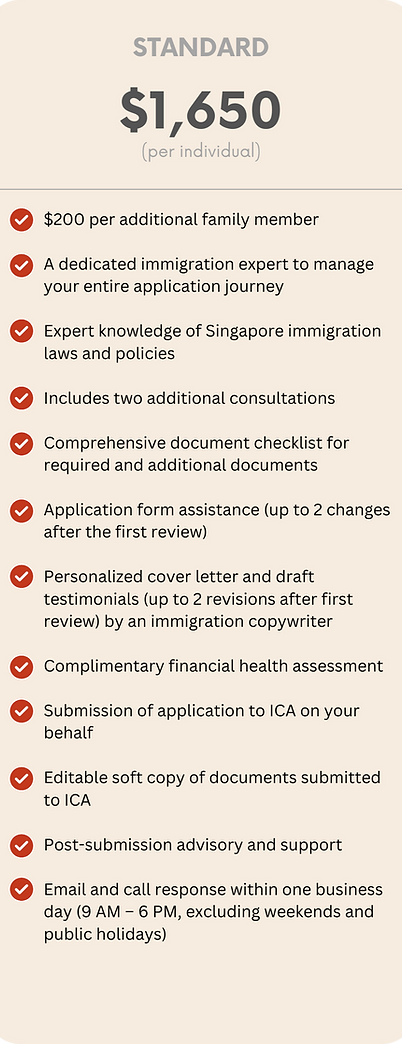 STANDARD
$1,650
(per individual)
$200 per additional family member
A dedicated immigration expert to manage
your entire application journey
Expert knowledge of Singapore immigration
laws and policies
Includes two additional consultations
Comprehensive document checklist for
required and additional documents
Application form assistance (up to 2 changes
after the first review)
Personalized cover letter and draft
testimonials (up to 2 revisions after first
review) by an immigration copywriter
Complimentary financial health assessment
Submission of application to ICA on your
behalf
Editable soft copy of documents submitted
to ICA
Post-submission advisory and support
Email and call response within one business
day (9 AM – 6 PM, excluding weekends and
public holidays)